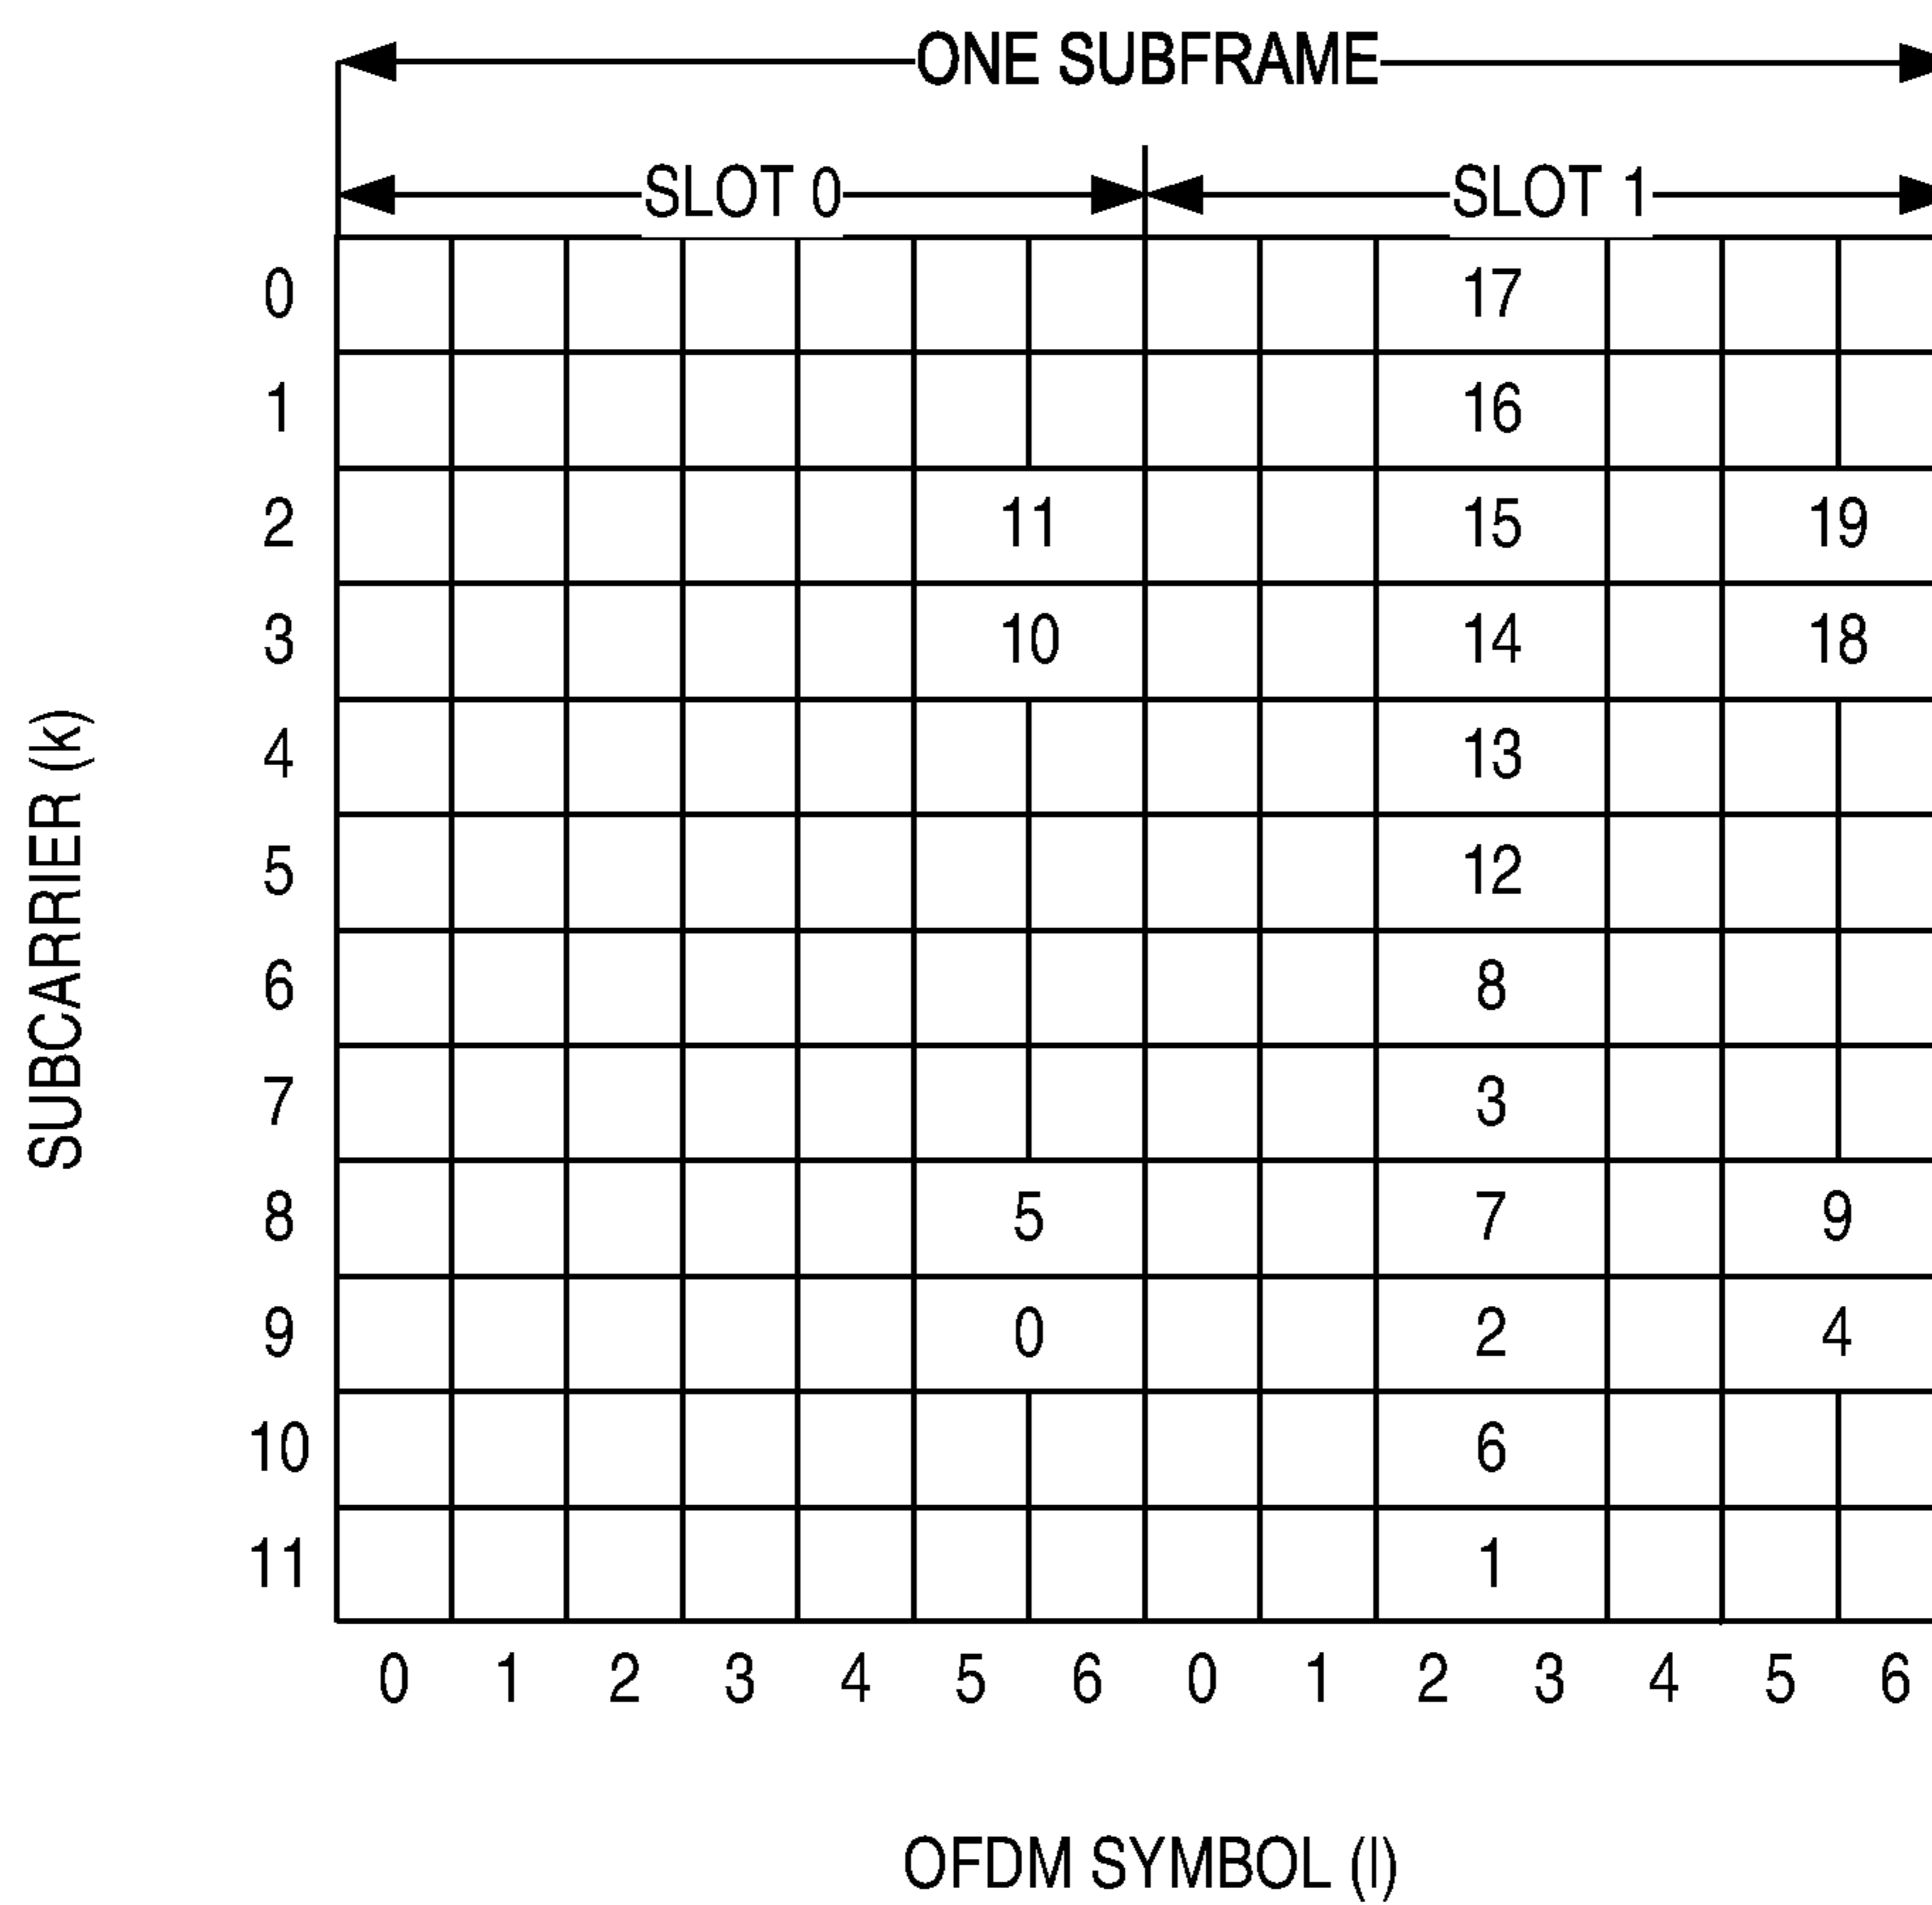 ONE SUBFRAME
SLOT 0 SLOT 1
0 17
1 16
2 11 15 19
3 10 14 18
4 13
5 12
6 8
7 3
8 5 7 9
9 0 2 4
10 6
11 1
SUBCARRIER (k)
0 1 2 3 4 5 6 0 1 2 3 4 5 6
OFDM SYMBOL (l)